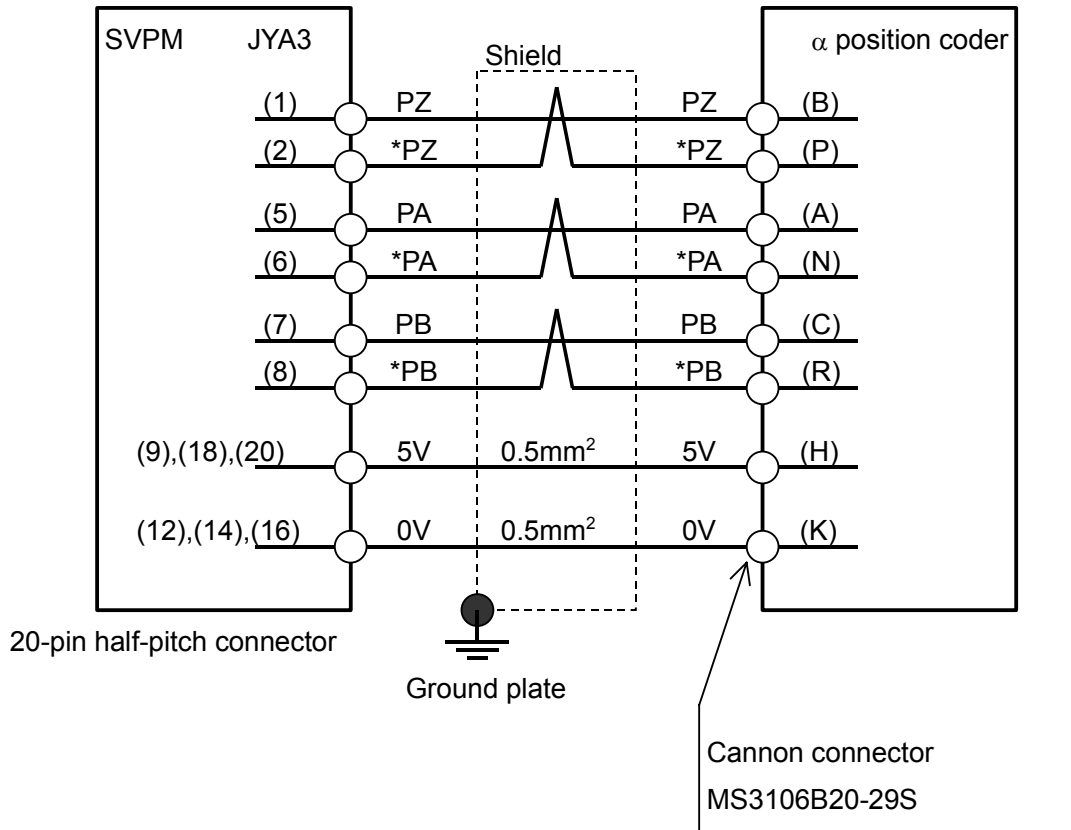 SVPM JYA3 α position coder
Shield
(1) PZ PZ (B)
(2) *PZ *PZ (P)
(5) PA PA (A)
(6) *PA *PA (N)
(7) PB PB (C)
(8) *PB *PB (R)
(9),(18),(20) 5V 0.5mm² 5V (H)
(12),(14),(16) 0V 0.5mm² 0V (K)
20-pin half-pitch connector
Ground plate
Cannon connector
MS3106B20-29S